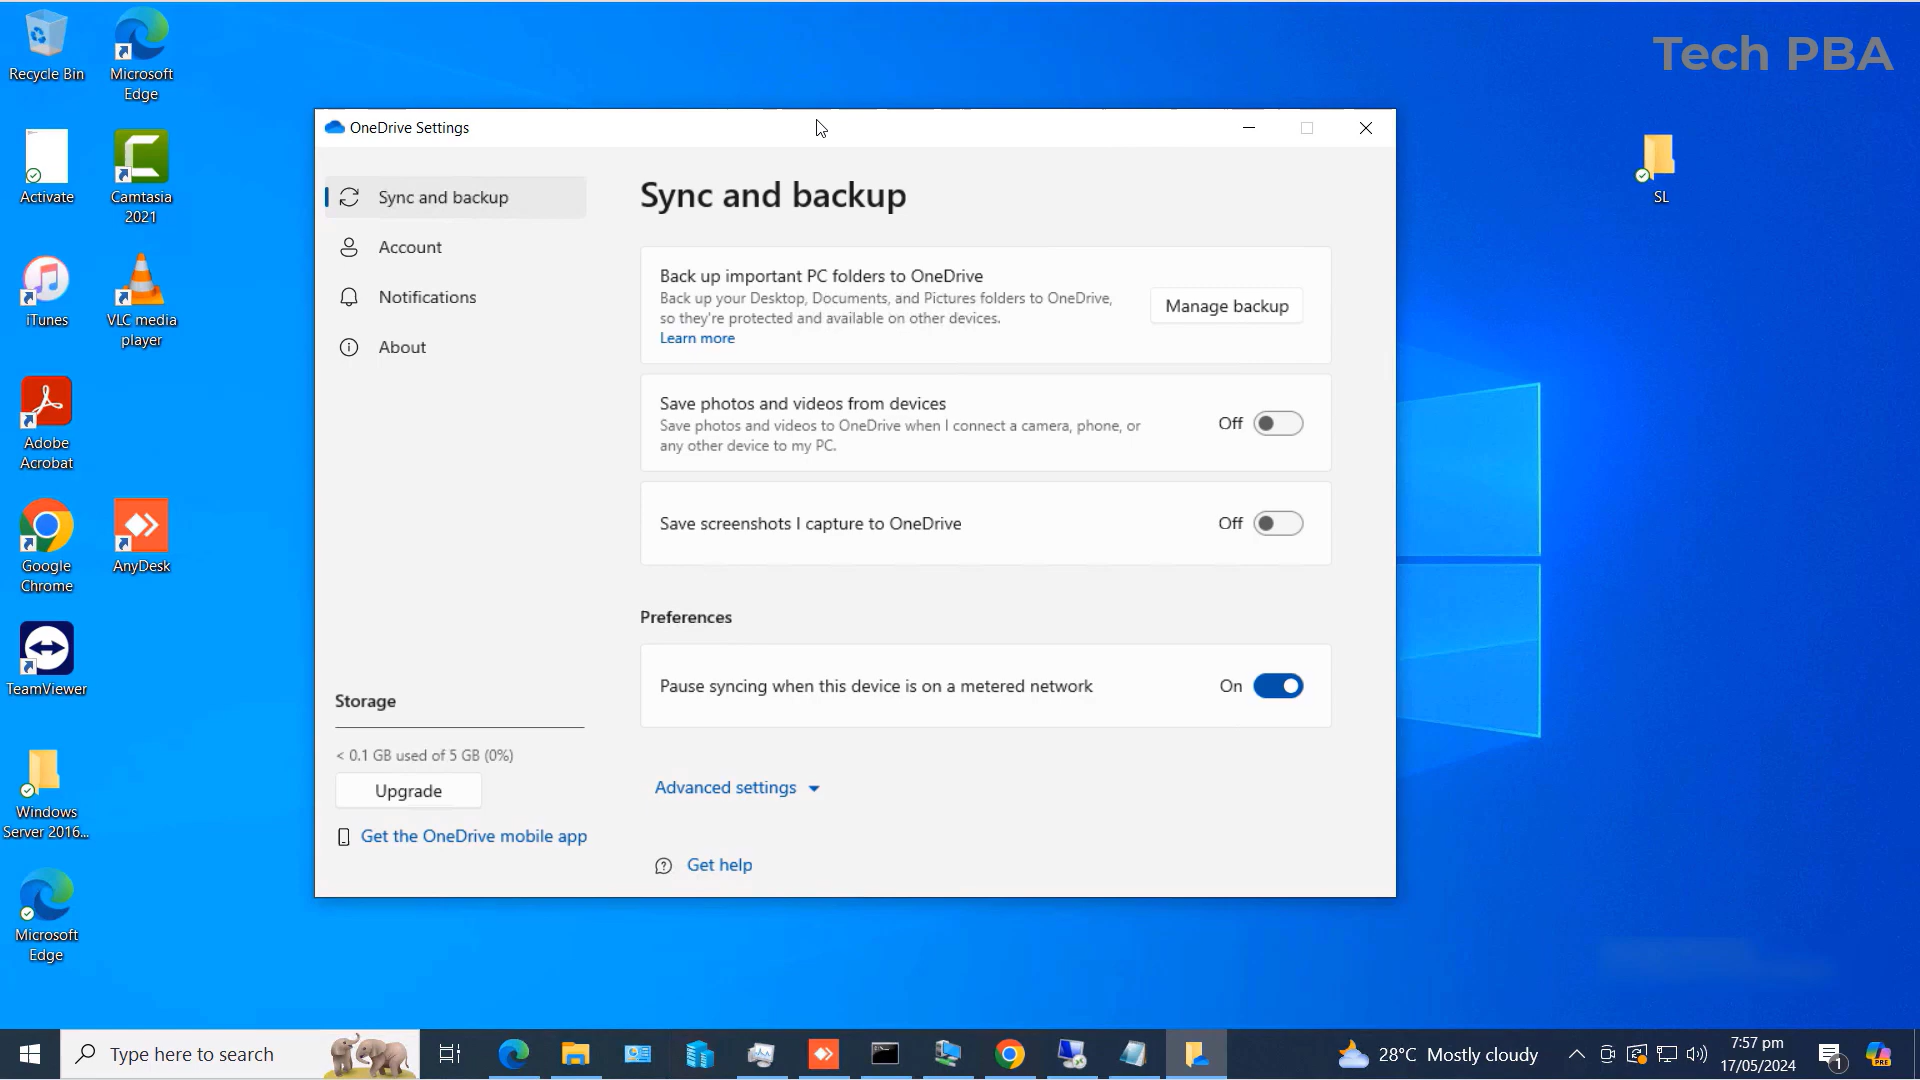 Tech PBA
Recycle Bin
Microsoft
Edge
Activate
Camtasia
2021
iTunes
VLC media
player
Adobe
Acrobat
Google
Chrome
AnyDesk
TeamViewer
Windows
Server 2016...
Microsoft
Edge
SL
OneDrive Settings
Sync and backup
Account
Notifications
About
Storage
< 0.1 GB used of 5 GB (0%)
Upgrade
Get the OneDrive mobile app
Sync and backup
Back up important PC folders to OneDrive
Back up your Desktop, Documents, and Pictures folders to OneDrive,
so they're protected and available on other devices.
Learn more
Manage backup
Save photos and videos from devices
Save photos and videos to OneDrive when I connect a camera, phone, or
any other device to my PC.
Off
Save screenshots I capture to OneDrive
Off
Preferences
Pause syncing when this device is on a metered network
On
Advanced settings
Get help
Type here to search
28°C Mostly cloudy
7:57 pm
17/05/2024
1
PRE